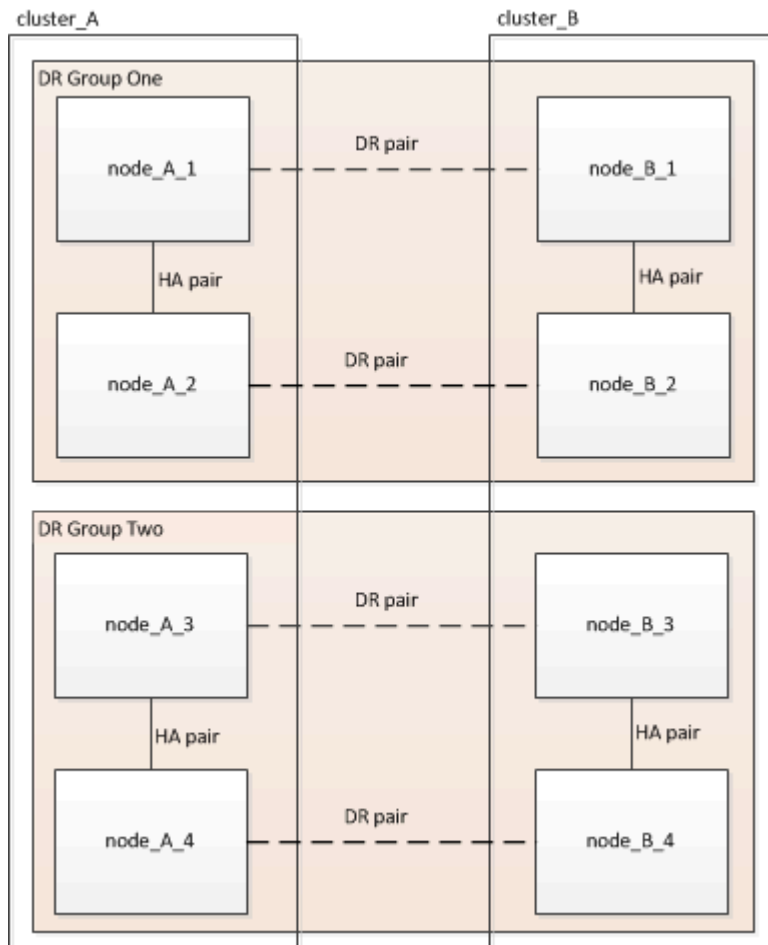 cluster_A
cluster_B
DR Group One
node_A_1
DR pair
node_B_1
HA pair
HA pair
node_A_2
DR pair
node_B_2
DR Group Two
node_A_3
DR pair
node_B_3
HA pair
HA pair
node_A_4
DR pair
node_B_4